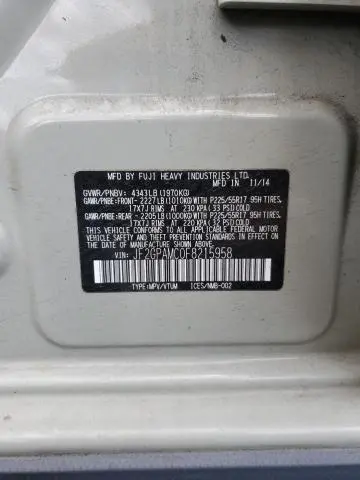 MFD BY FUJI HEAVY INDUSTRIES LTD.
MFD IN 11/14
GVWR/PNBV: 4343LB(1970KG)
GAWR/PNBE:FRONT- 2227LB(1010KG)WITH P225/55R17 95H TIRES,
17X7J RIMS AT 230 KPA(33 PSI)COLD
GAWR/PNBE:REAR - 2205LB(1000KG)WITH P225/55R17 95H TIRES,
17X7J RIMS AT 220 KPA(32 PSI)COLD
THIS VEHICLE CONFORMS TO ALL
APPLICABLE FEDERAL MOTOR VEHICLE
SAFETY AND THEFT PREVENTION
STANDARDS IN EFFECT ON THE DATE OF
MANUFACTURE SHOWN ABOVE.
VIN: JF2GPAMC0F8215958
TYPE:MPV/VTUM ICES/NMB-002